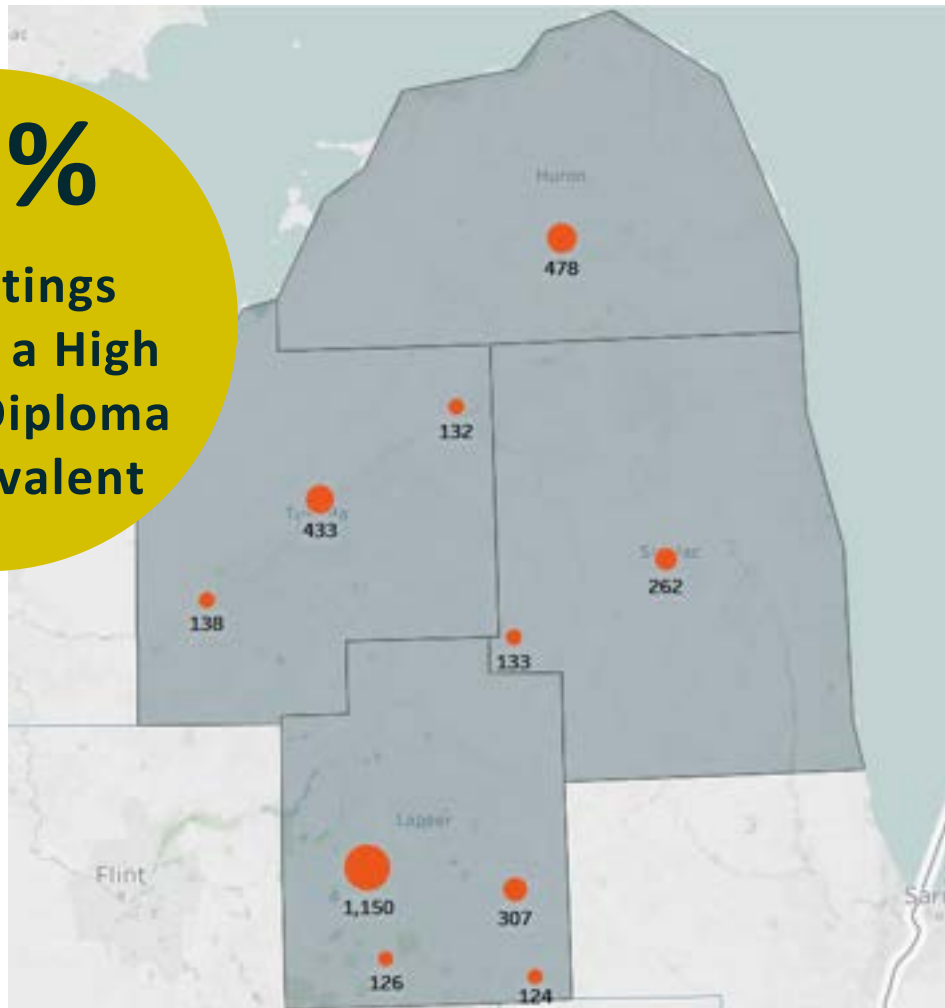 %
tings
a High
Diploma
valent
Huron
478
132
433
138
262
133
Lapeer
Flint
1,150
307
126
124